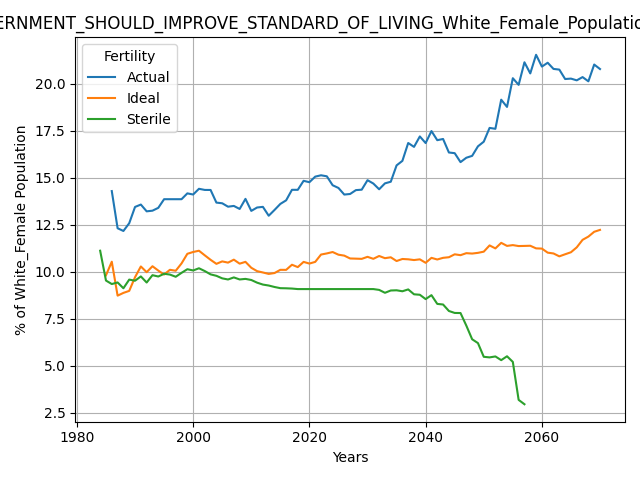 ERNMENT_SHOULD_IMPROVE_STANDARD_OF_LIVING_White_Female_Populatio
Fertility
Actual
Ideal
Sterile
% of White_Female Population
20.0
17.5
15.0
12.5
10.0
7.5
5.0
2.5
1980
2000
2020
2040
2060
Years